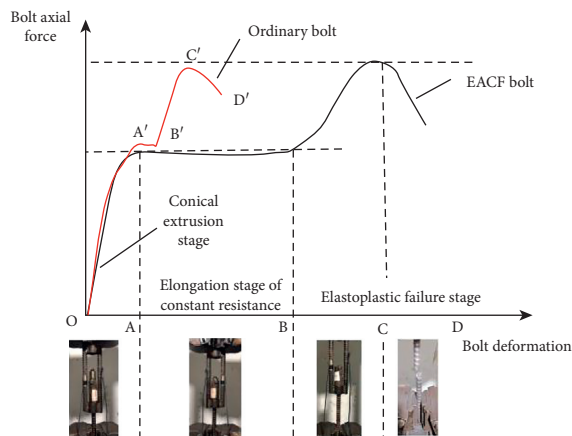 Bolt axial
force
Ordinary bolt
C′
EACF bolt
D′
A′
B′
Conical
extrusion
stage
Elongation stage of
constant resistance
Elastoplastic failure stage
O
A
B
C
D
Bolt deformation